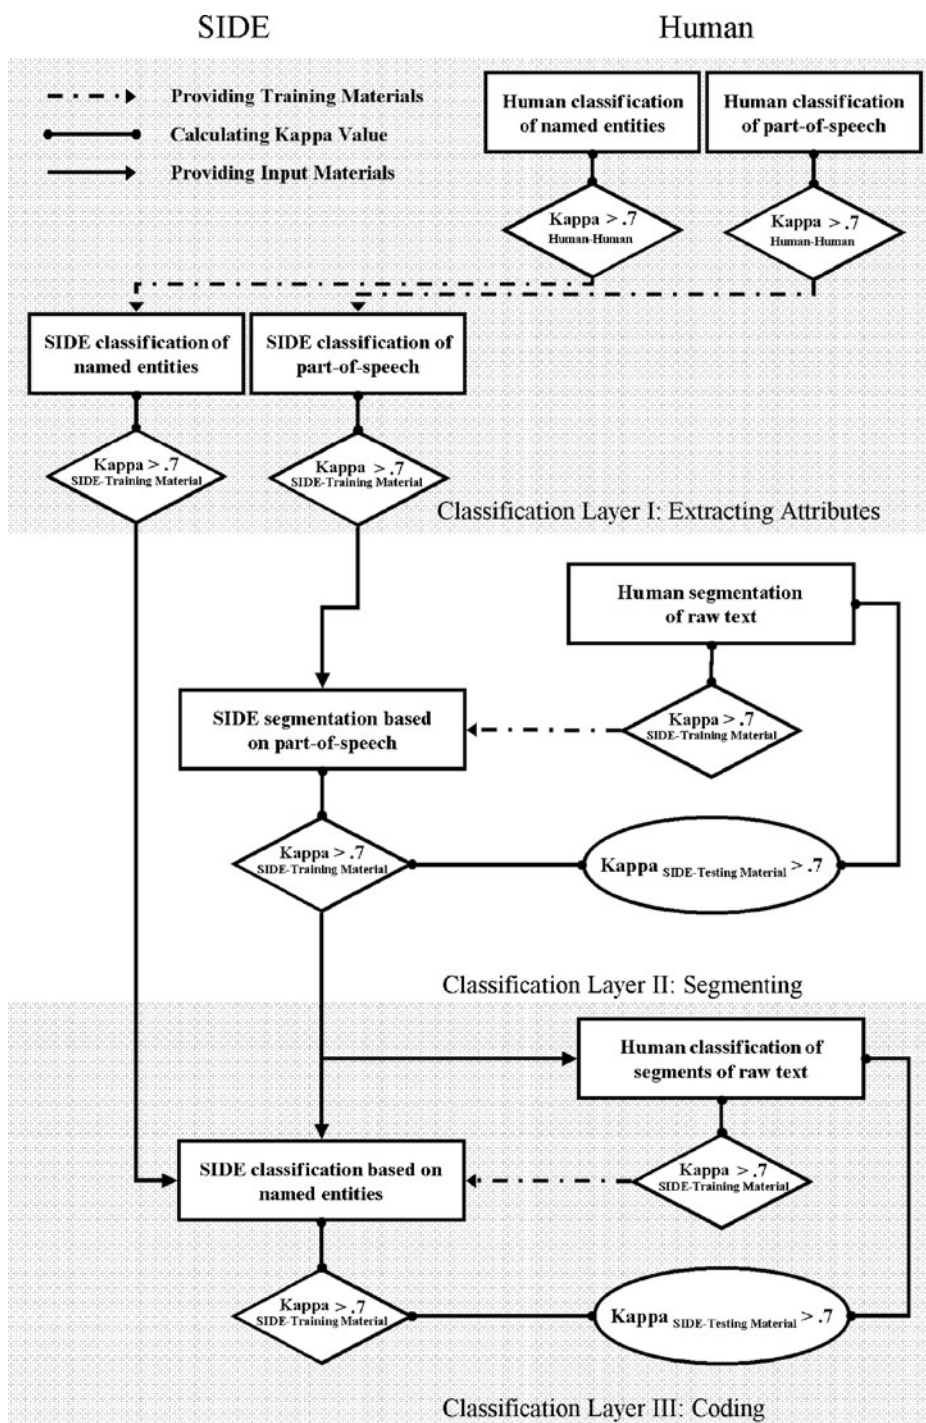 SIDE
Human
Providing Training Materials
Calculating Kappa Value
Providing Input Materials
Human classification
of named entities
Human classification
of part-of-speech
Kappa > .7
Human-Human
Kappa > .7
Human-Human
SIDE classification of
named entities
SIDE classification of
part-of-speech
Kappa > .7
SIDE-Training Material
Kappa > .7
SIDE-Training Material
Classification Layer I: Extracting Attributes
Human segmentation
of raw text
SIDE segmentation based
on part-of-speech
Kappa > .7
SIDE-Training Material
Kappa > .7
SIDE-Training Material
Kappa SIDE-Testing Material > .7
Classification Layer II: Segmenting
Human classification of
segments of raw text
SIDE classification based on
named entities
Kappa > .7
SIDE-Training Material
Kappa > .7
SIDE-Training Material
Kappa SIDE-Testing Material > .7
Classification Layer III: Coding